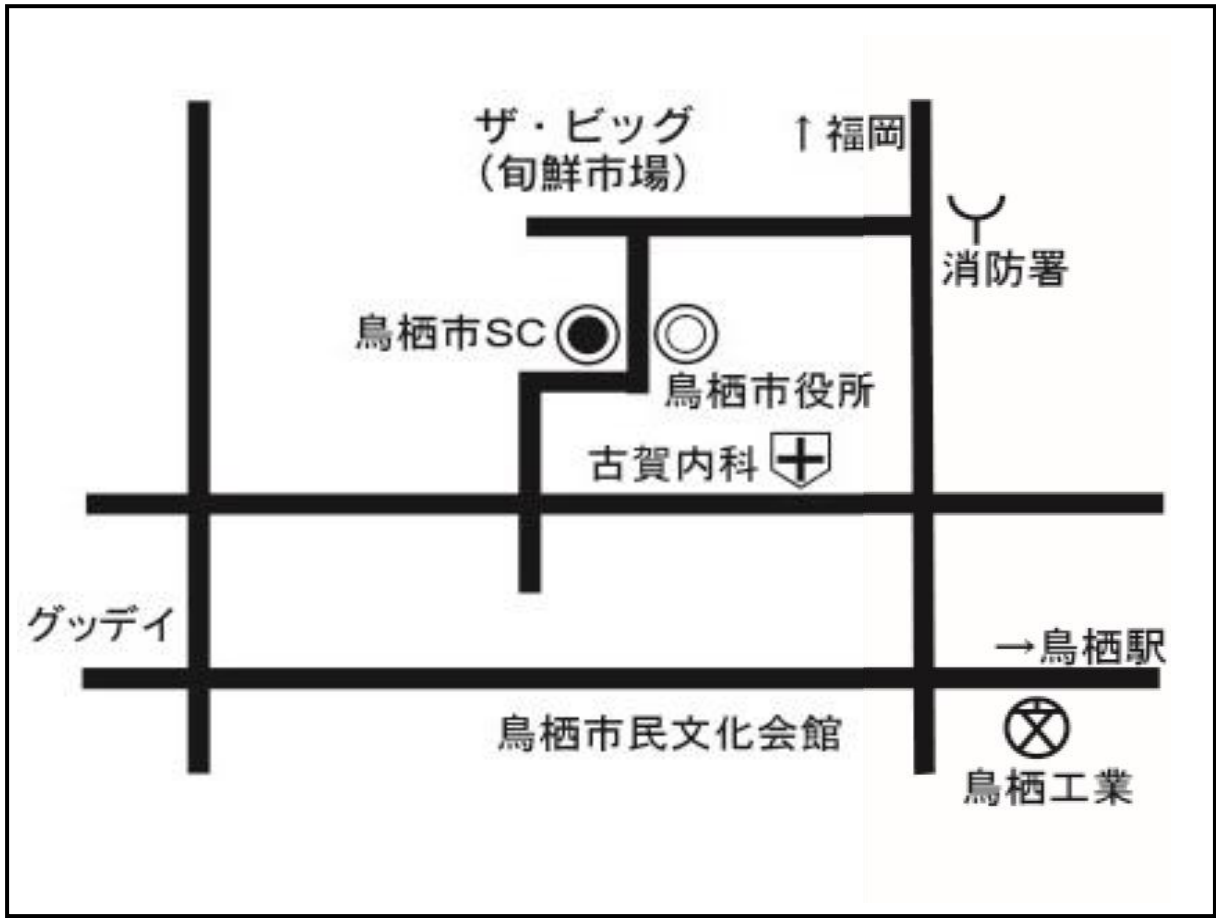 ザ・ビッグ
(旬鮮市場)
↑福岡
消防署
鳥栖市SC
鳥栖市役所
古賀内科
グッデイ
→鳥栖駅
鳥栖市民文化会館
文
鳥栖工業